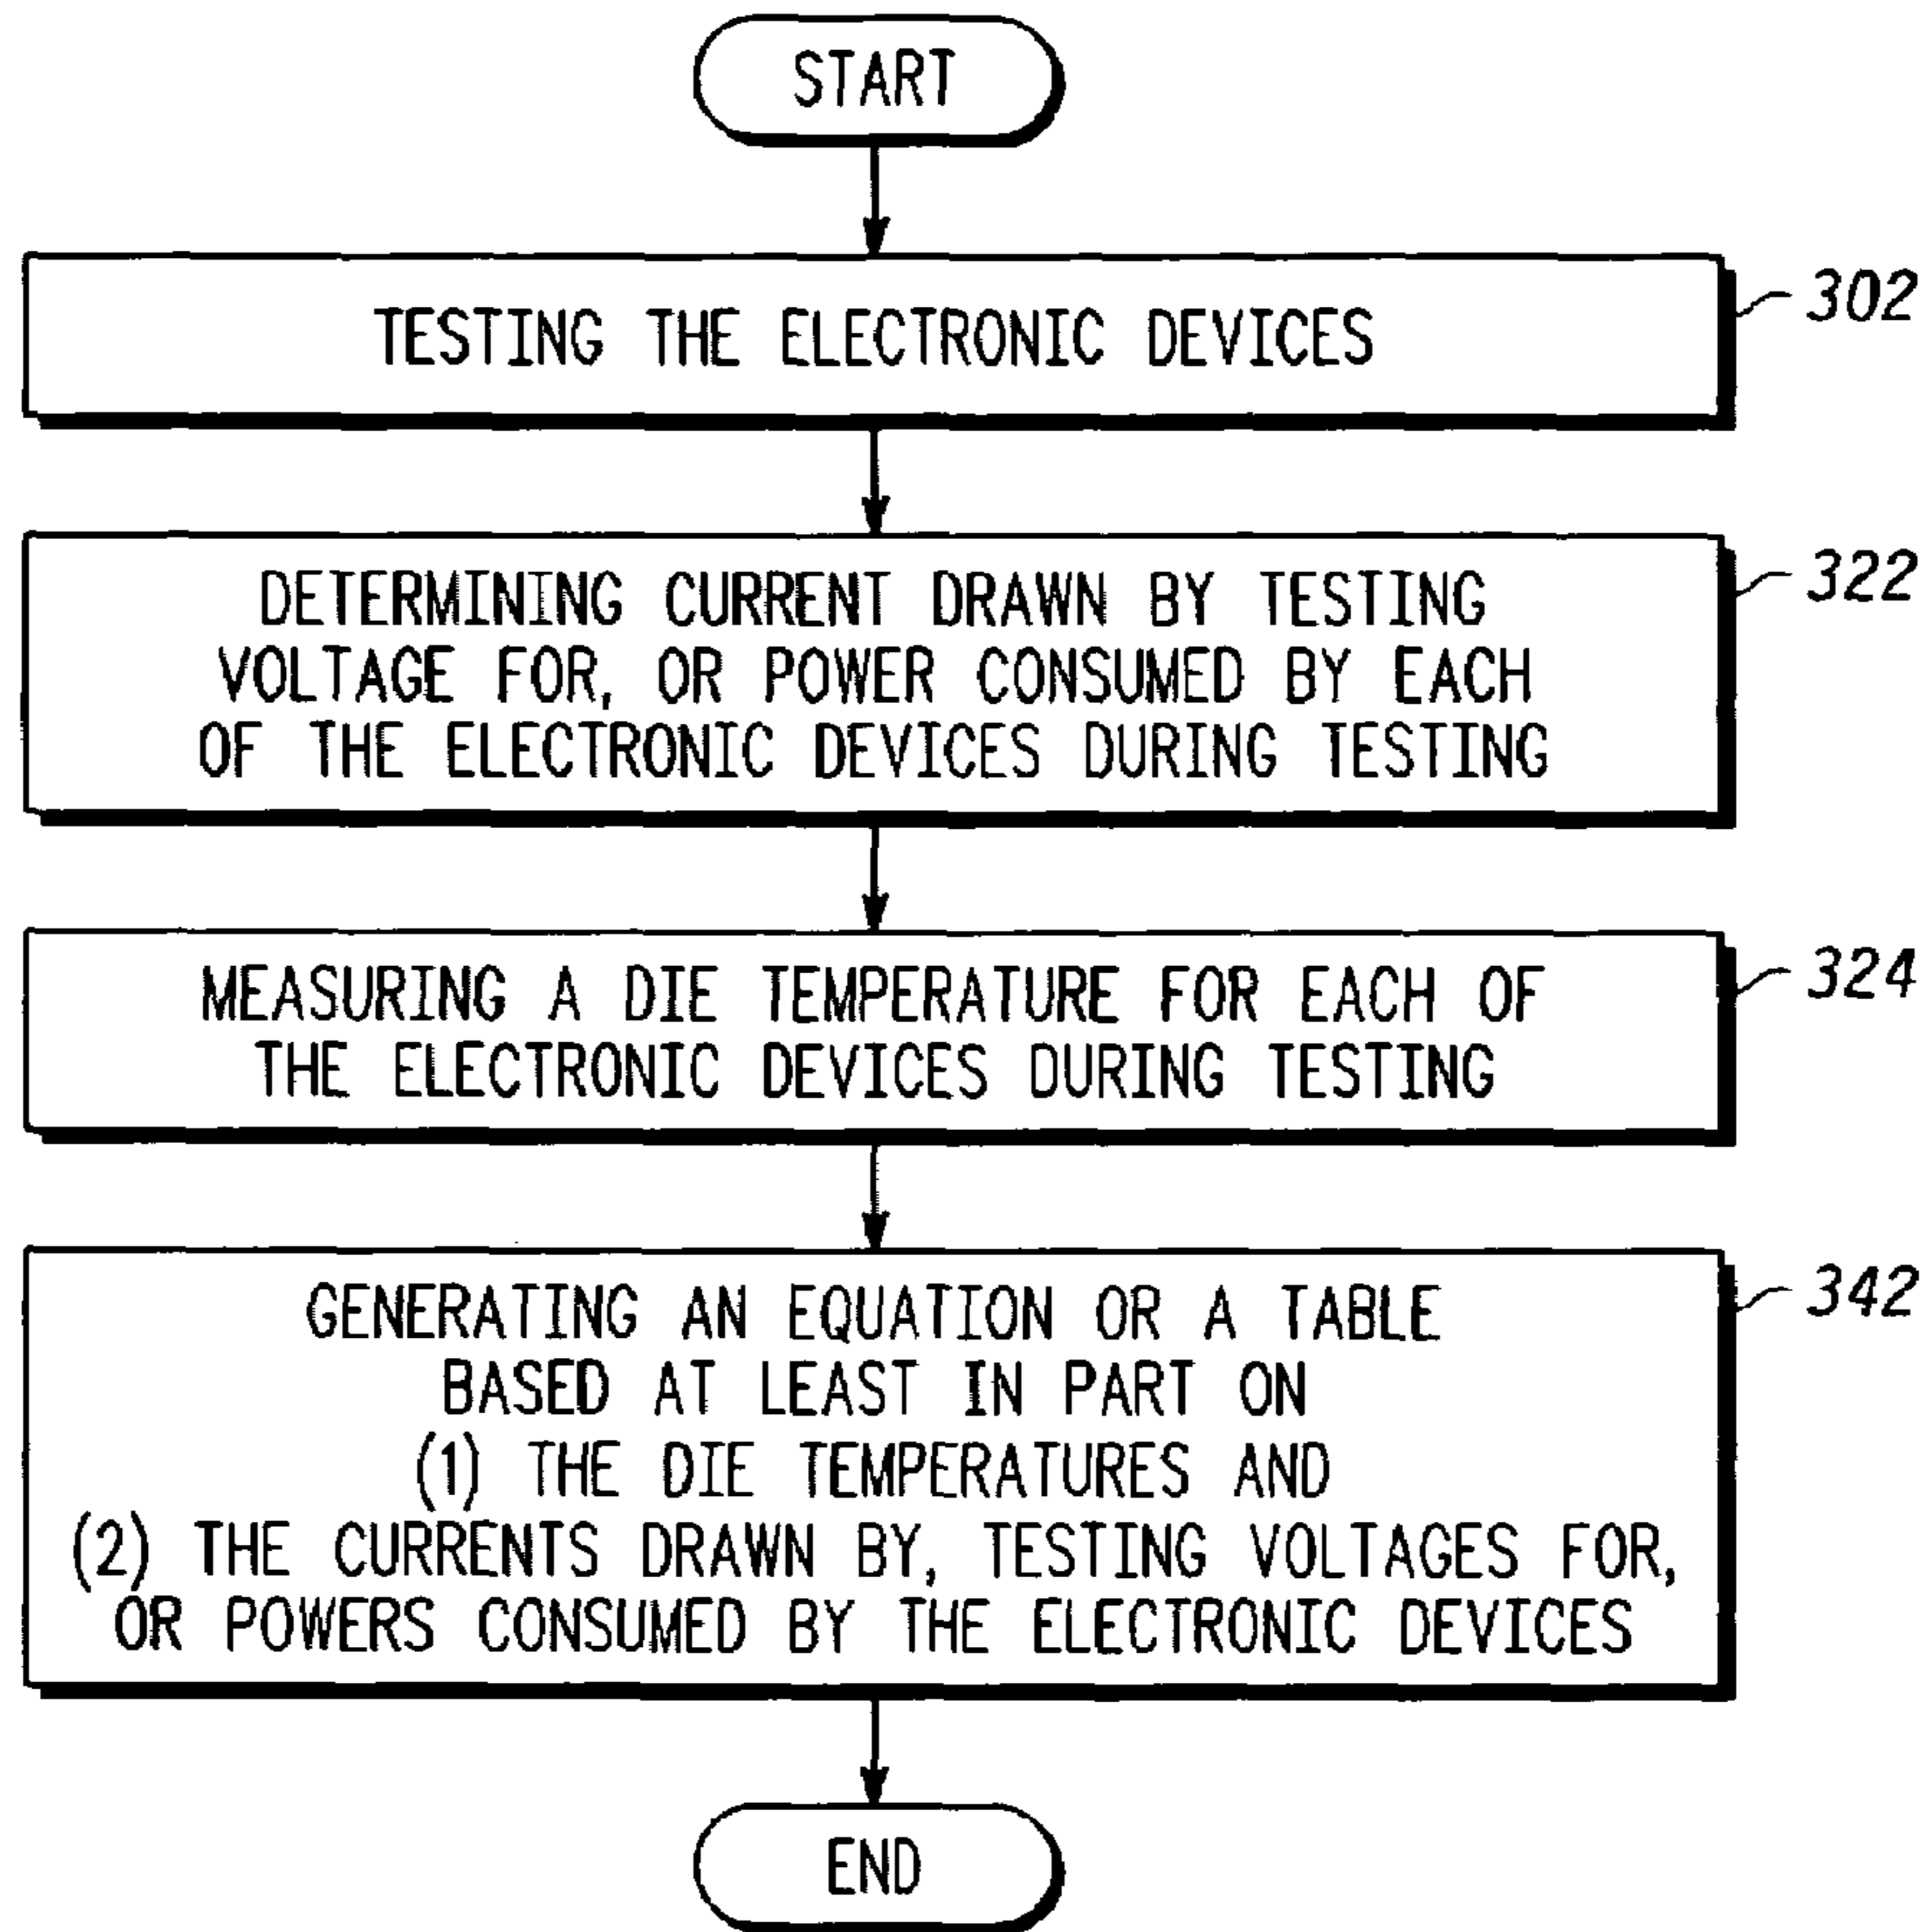 START
TESTING THE ELECTRONIC DEVICES
302
DETERMINING CURRENT DRAWN BY TESTING
VOLTAGE FOR, OR POWER CONSUMED BY EACH
OF THE ELECTRONIC DEVICES DURING TESTING
322
MEASURING A DIE TEMPERATURE FOR EACH OF
THE ELECTRONIC DEVICES DURING TESTING
324
GENERATING AN EQUATION OR A TABLE
BASED AT LEAST IN PART ON
(1) THE DIE TEMPERATURES AND
(2) THE CURRENTS DRAWN BY, TESTING VOLTAGES FOR,
OR POWERS CONSUMED BY THE ELECTRONIC DEVICES
342
END